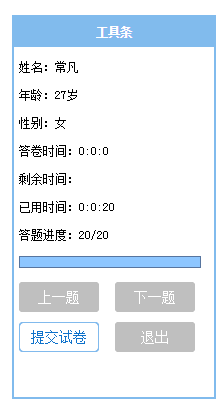 工具条
姓名：常凡
年龄：27岁
性别：女
答卷时间：0:0:0
剩余时间：
已用时间：0:0:20
答题进度：20/20
上一题 下一题
提交试卷 退出